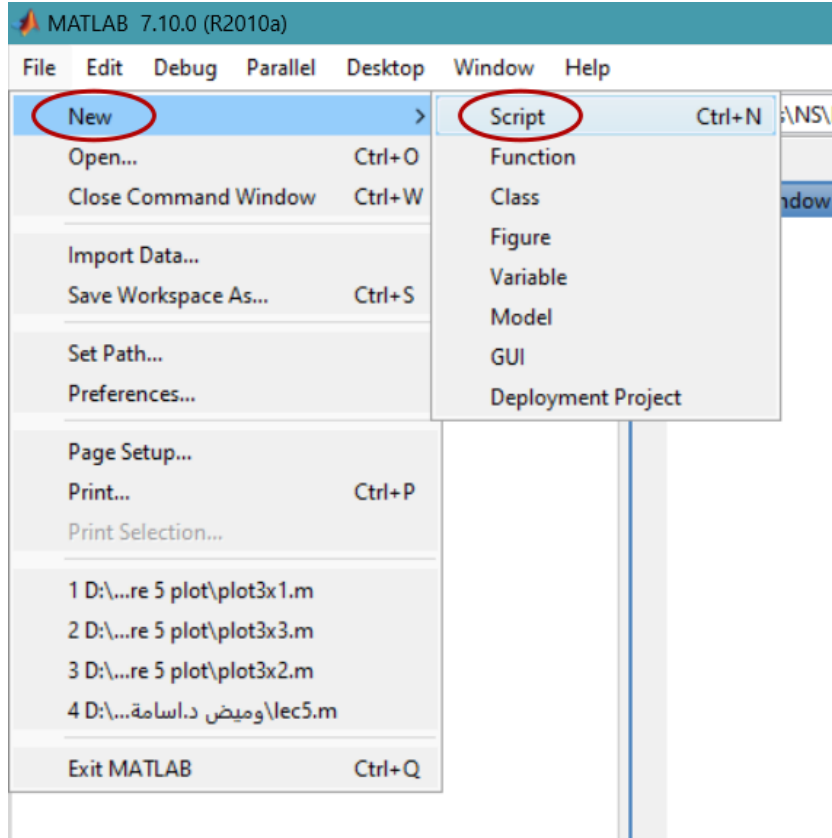 MATLAB 7.10.0 (R2010a)
File Edit Debug Parallel Desktop Window Help
New >
Open... Ctrl+O
Close Command Window Ctrl+W
Import Data...
Save Workspace As... Ctrl+S
Set Path...
Preferences...
Page Setup...
Print... Ctrl+P
Print Selection...
1 D:\...re 5 plot\plot3x1.m
2 D:\...re 5 plot\plot3x3.m
3 D:\...re 5 plot\plot3x2.m
4 D:\...وميض د.اسامة\lec5.m
Exit MATLAB Ctrl+Q
Script Ctrl+N
Function
Class
Figure
Variable
Model
GUI
Deployment Project
\NS\
ndow